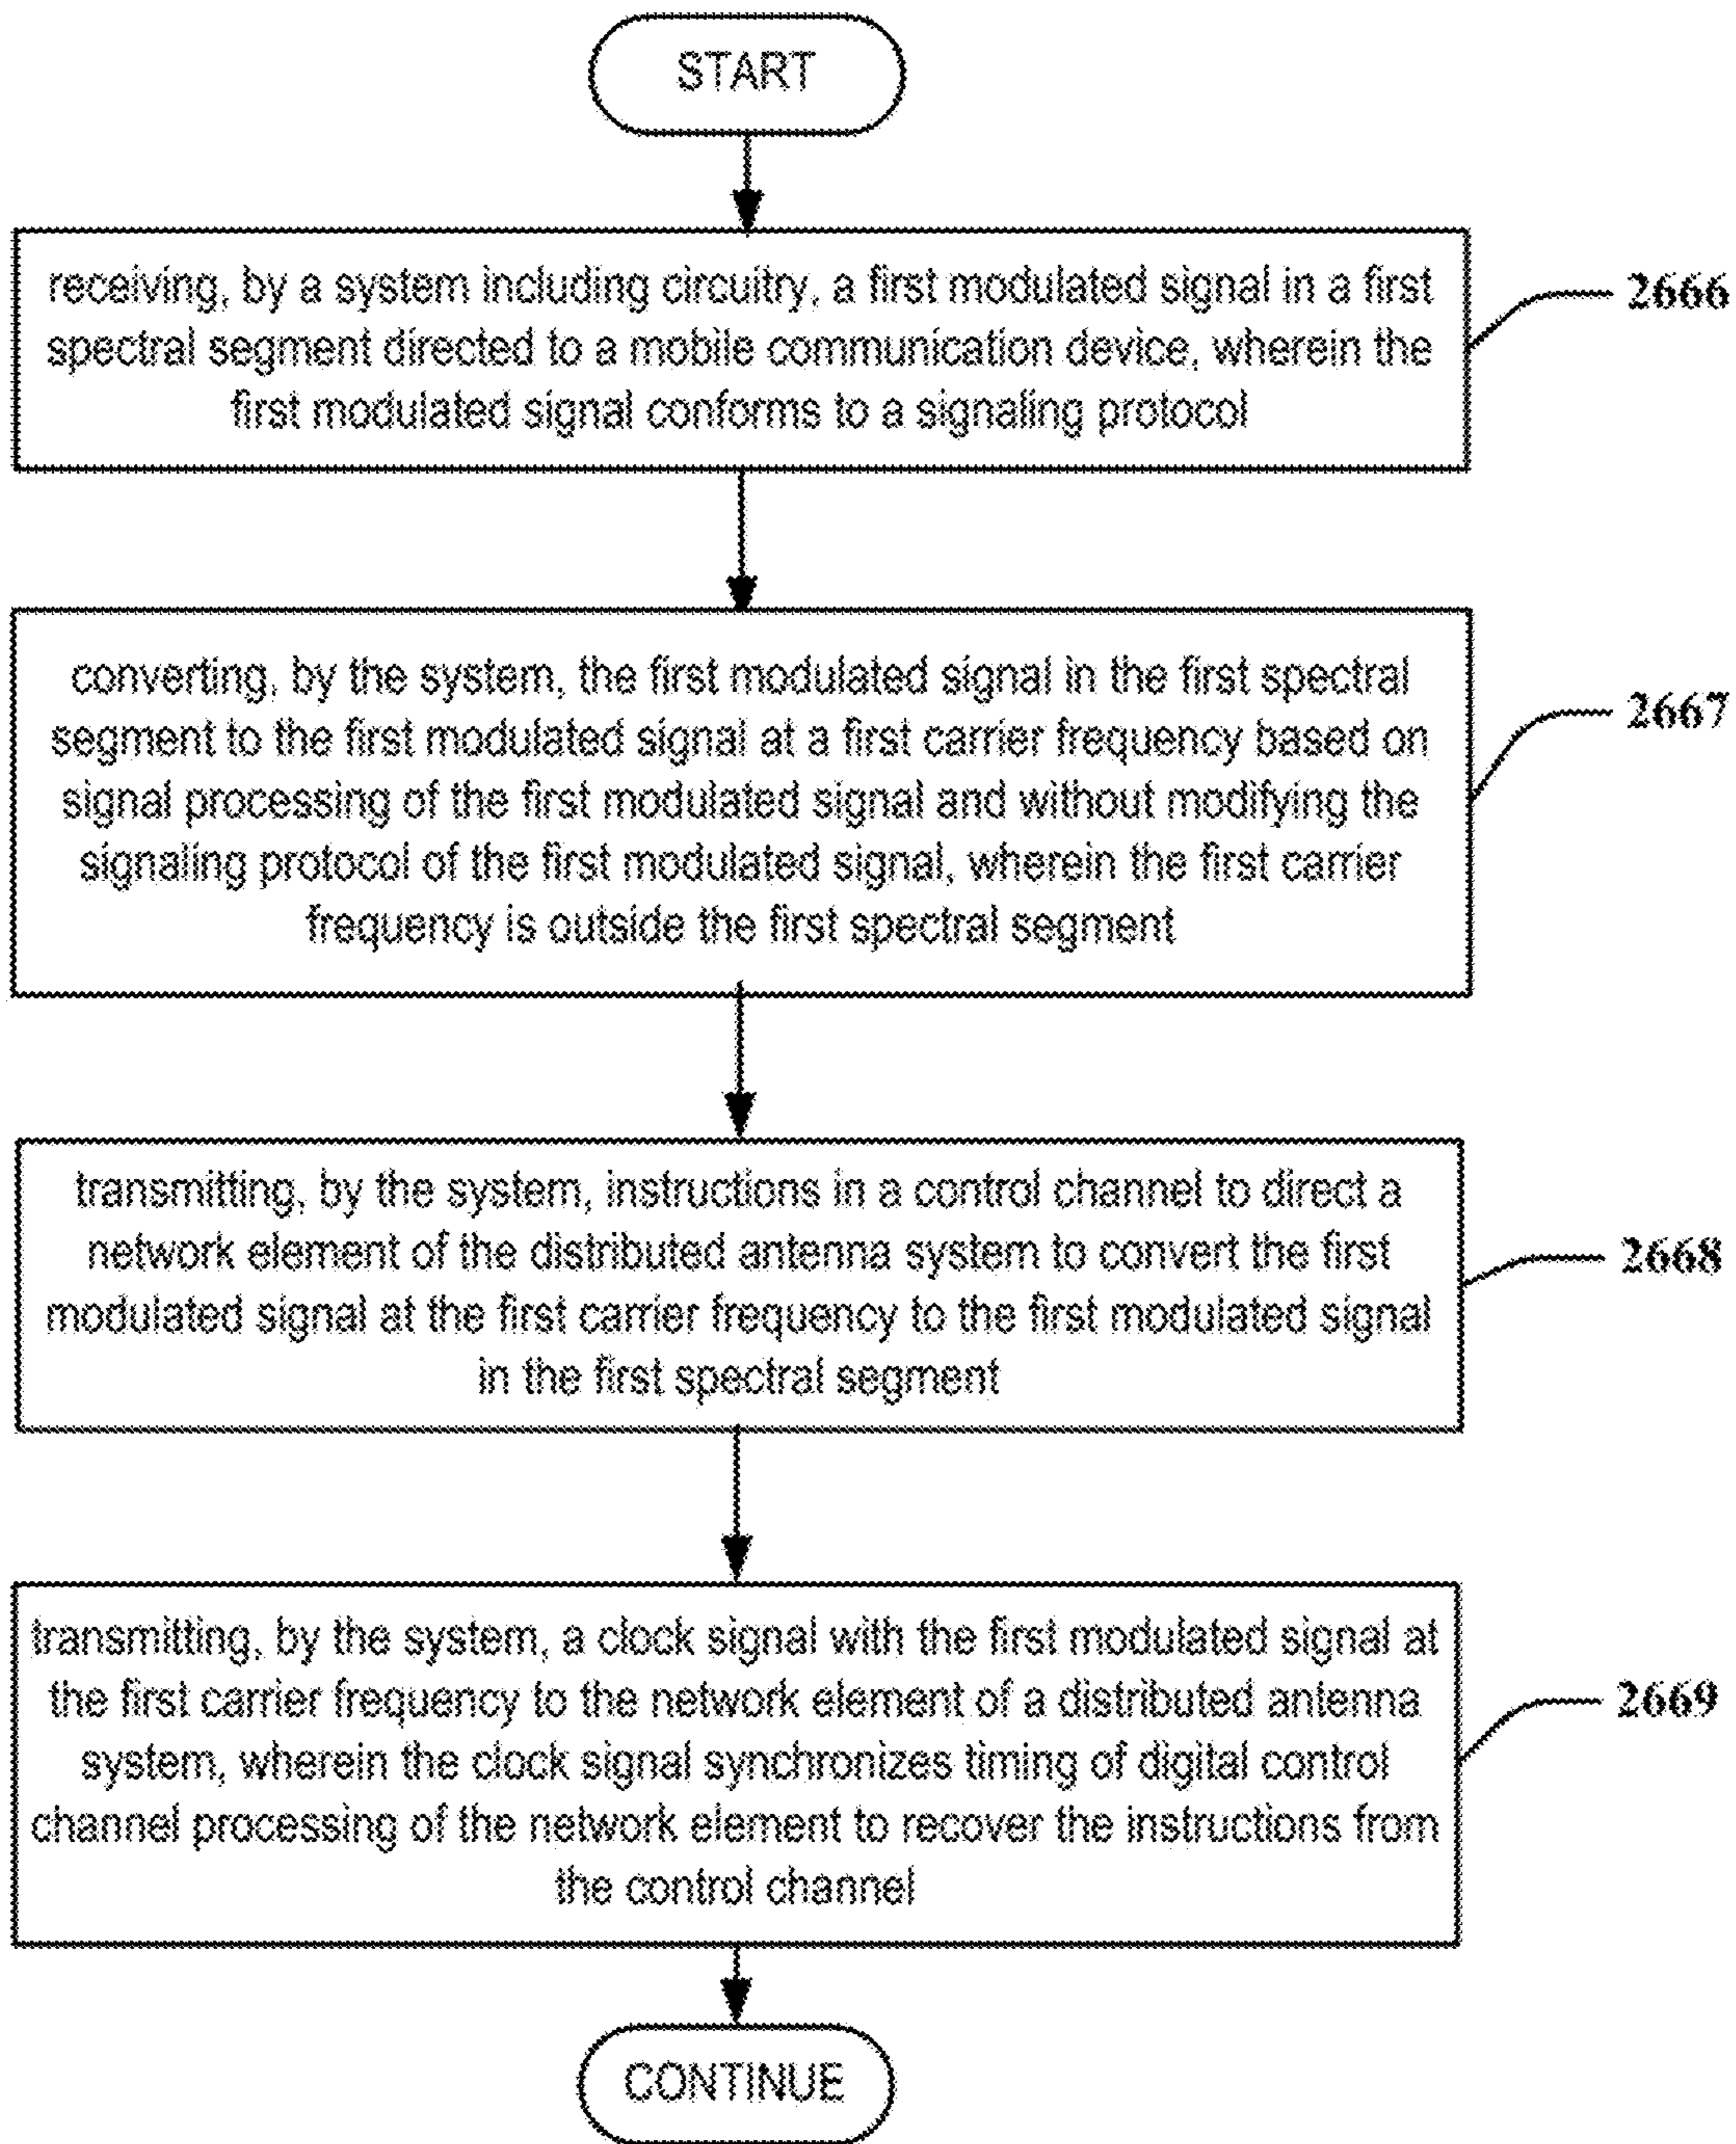 START
receiving, by a system including circuitry, a first modulated signal in a first
spectral segment directed to a mobile communication device, wherein the
first modulated signal conforms to a signaling protocol
2666
converting, by the system, the first modulated signal in the first spectral
segment to the first modulated signal at a first carrier frequency based on
signal processing of the first modulated signal and without modifying the
signaling protocol of the first modulated signal, wherein the first carrier
frequency is outside the first spectral segment
2667
transmitting, by the system, instructions in a control channel to direct a
network element of the distributed antenna system to convert the first
modulated signal at the first carrier frequency to the first modulated signal
in the first spectral segment
2668
transmitting, by the system, a clock signal with the first modulated signal at
the first carrier frequency to the network element of a distributed antenna
system, wherein the clock signal synchronizes timing of digital control
channel processing of the network element to recover the instructions from
the control channel
2669
CONTINUE